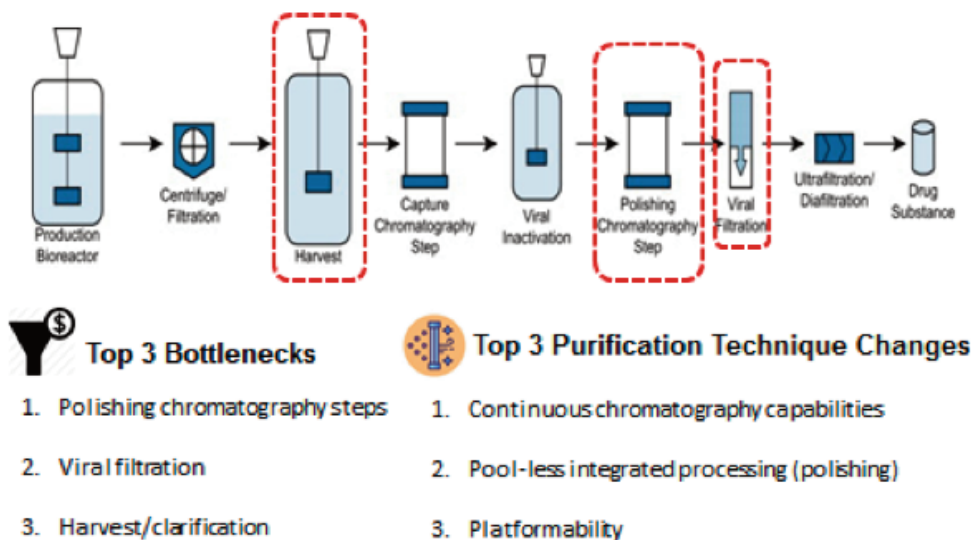 Production
Bioreactor
Centrifuge/
Filtration
Harvest
Capture
Chromatography
Step
Viral
Inactivation
Polishing
Chromatography
Step
Viral
Filtration
Ultrafiltration/
Diafiltration
Drug
Substance
$
Top 3 Bottlenecks
1. Polishing chromatography steps
2. Viral filtration
3. Harvest/clarification
Top 3 Purification Technique Changes
1. Continuous chromatography capabilities
2. Pool-less integrated processing (polishing)
3. Platformability